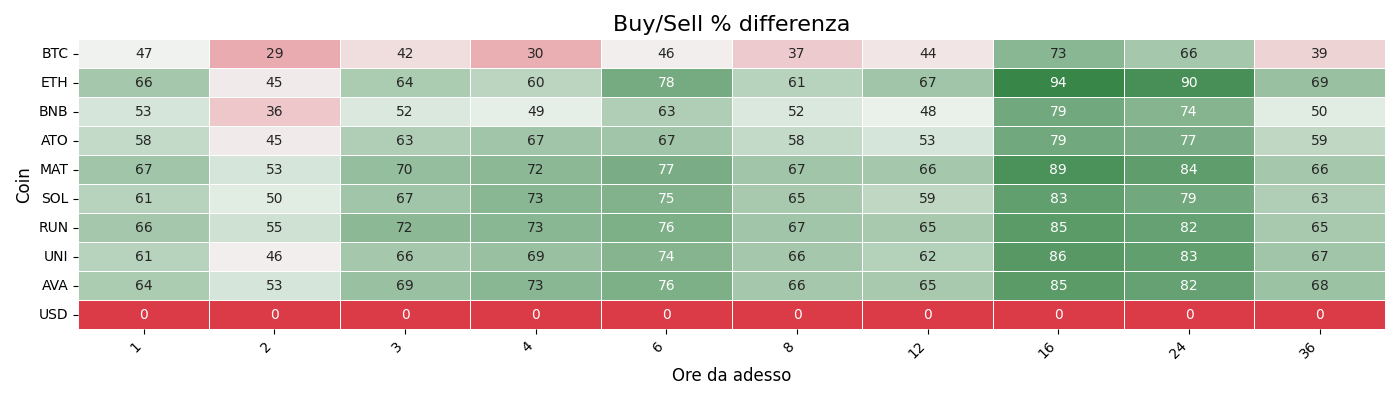 Buy/Sell % differenza
Coin
BTC 47 29 42 30 46 37 44 73 66 39
ETH 66 45 64 60 78 61 67 94 90 69
BNB 53 36 52 49 63 52 48 79 74 50
ATO 58 45 63 67 67 58 53 79 77 59
MAT 67 53 70 72 77 67 66 89 84 66
SOL 61 50 67 73 75 65 59 83 79 63
RUN 66 55 72 73 76 67 65 85 82 65
UNI 61 46 66 69 74 66 62 86 83 67
AVA 64 53 69 73 76 66 65 85 82 68
USD 0 0 0 0 0 0 0 0 0 0
1 2 3 4 6 8 12 16 24 36
Ore da adesso